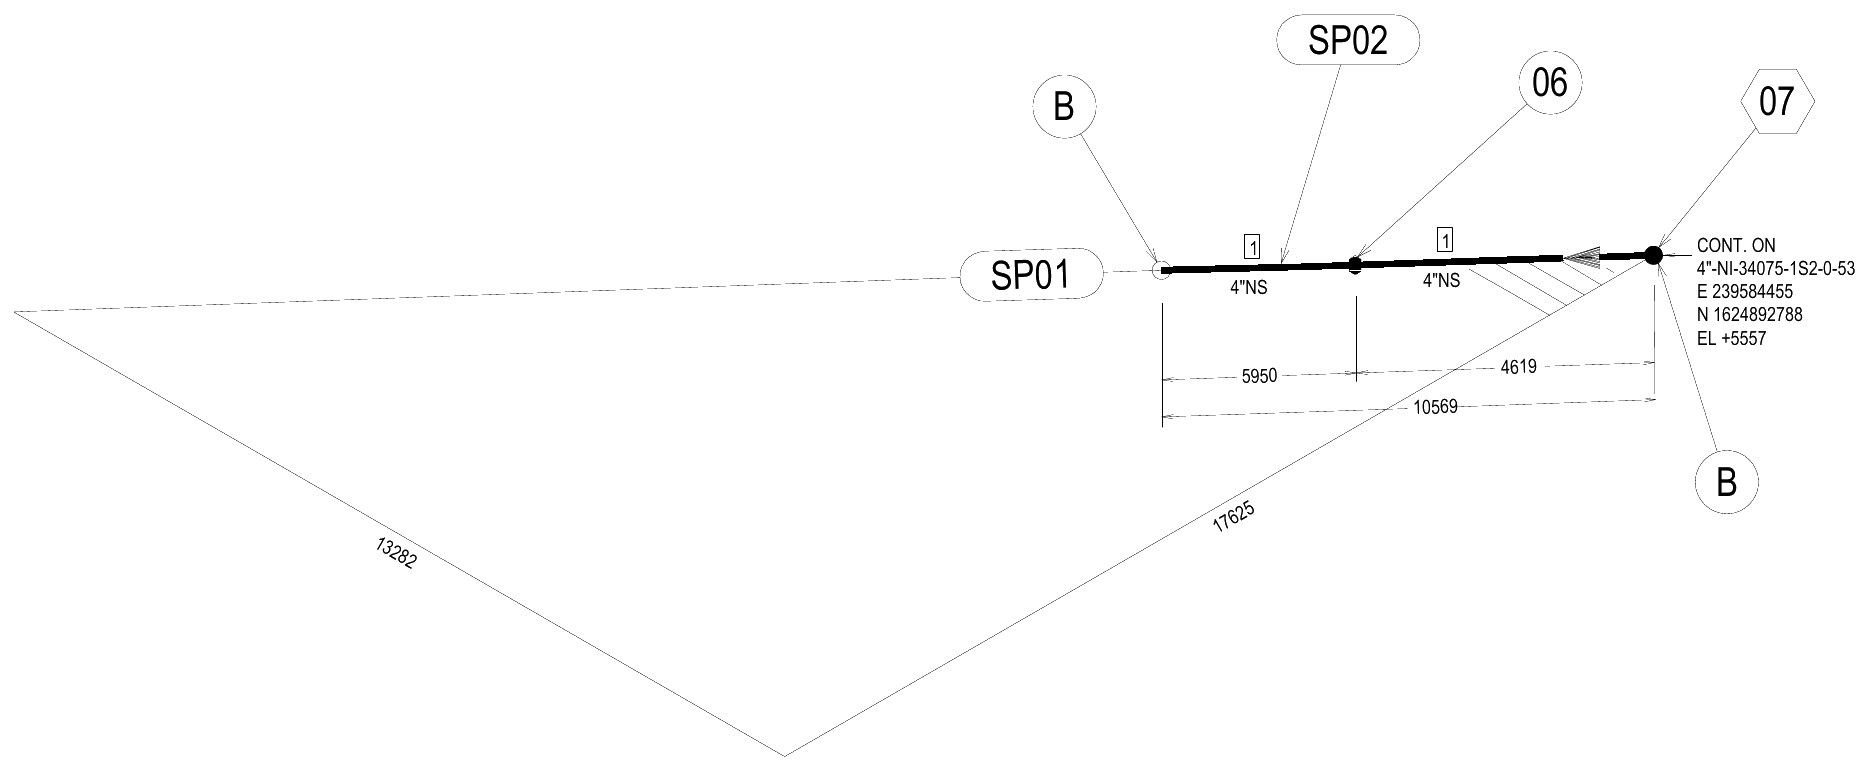 SP02
06
07
B
1
1
CONT. ON
4"-NI-34075-1S2-0-53
E 239584455
N 1624892788
EL +5557
SP01
4"NS
4"NS
5950
4619
10569
B
17625
13282